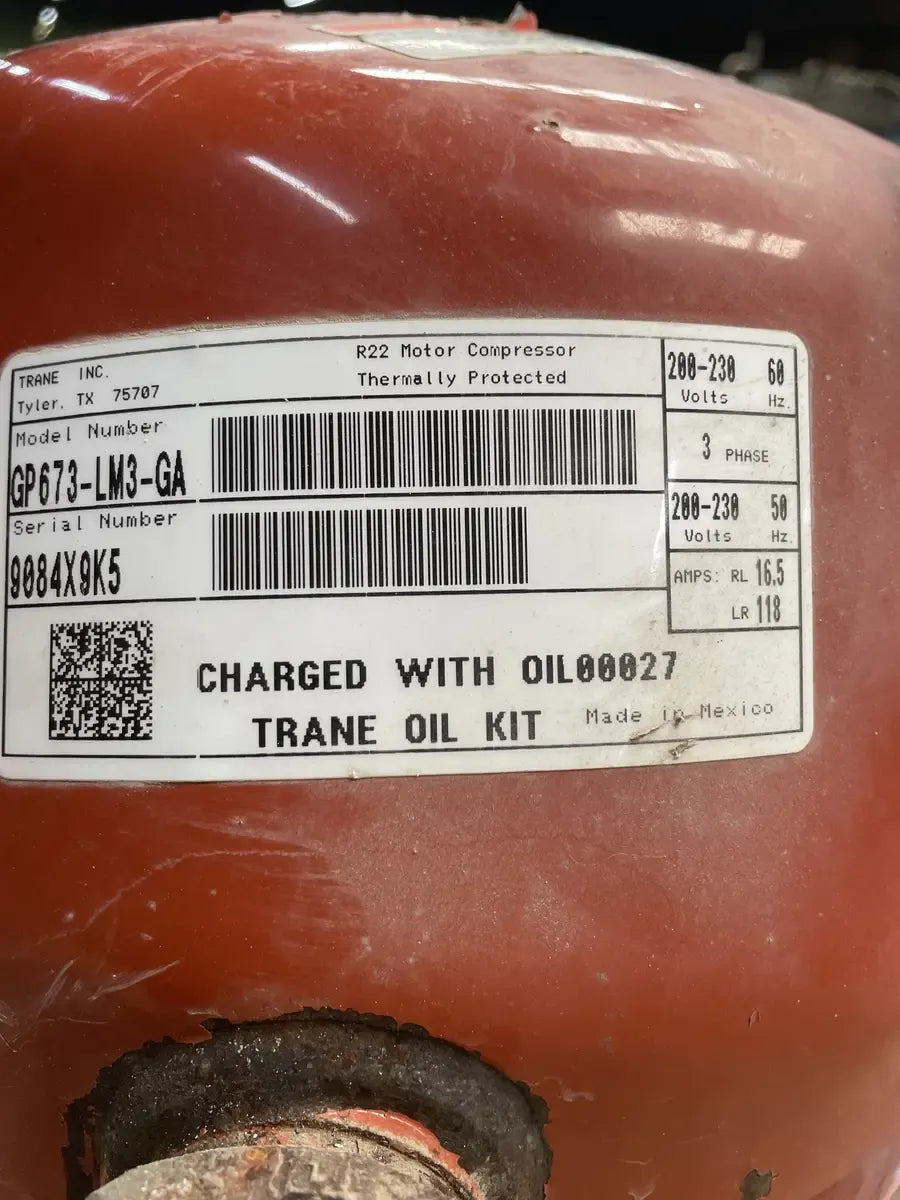 TRANE INC.
Tyler, TX 75707
R22 Motor Compressor
Thermally Protected
200-230 60
Volts Hz.
Model Number
GP673-LM3-GA
3 PHASE
Serial Number
9084X9K5
200-230 50
Volts Hz.
AMPS: RL 16.5
LR 118
CHARGED WITH OIL00027
TRANE OIL KIT
Made in Mexico